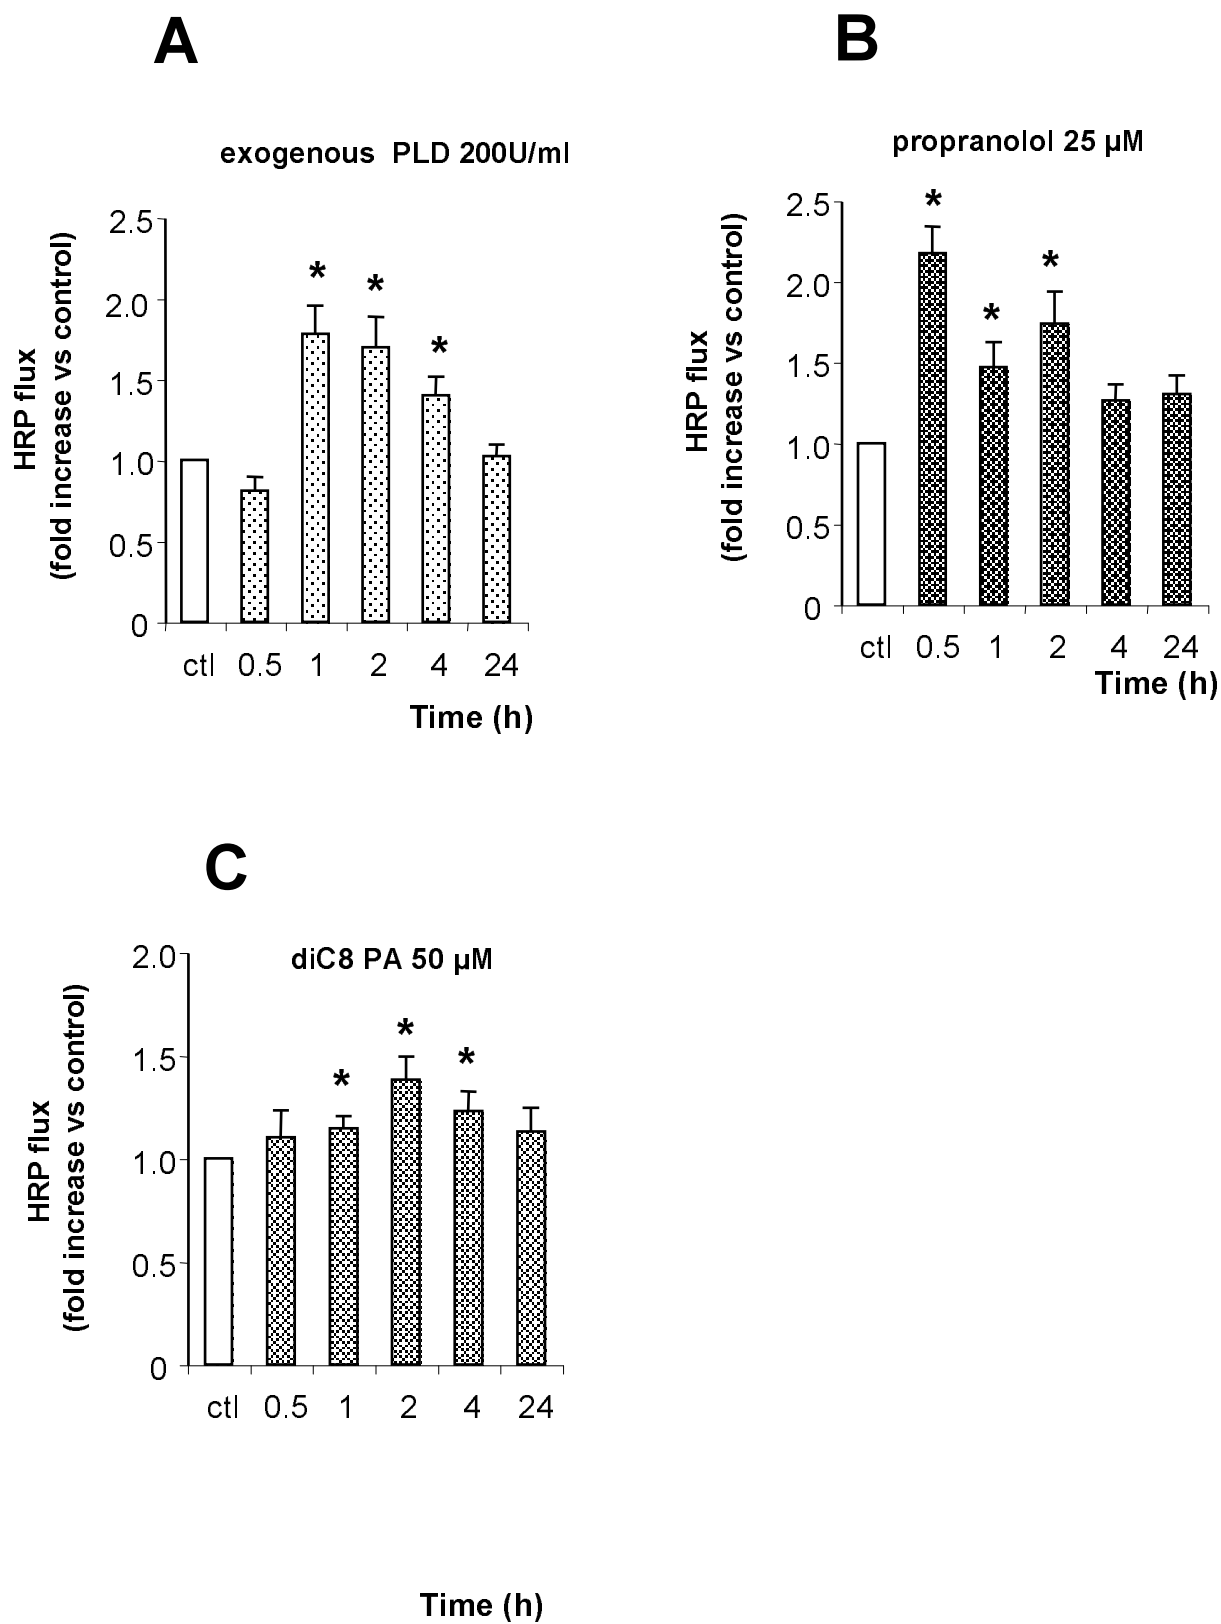 A
exogenous PLD 200U/ml
HRP flux
(fold increase vs control)
2.5
2.0
1.5
1.0
0.5
0
* * *
ctl 0.5 1 2 4 24
Time (h)
B
propranolol 25 µM
HRP flux
(fold increase vs control)
2.5
2.0
1.5
1.0
0.5
0
* * *
ctl 0.5 1 2 4 24
Time (h)
C
diC8 PA 50 µM
HRP flux
(fold increase vs control)
2.0
1.5
1.0
0.5
0
* * *
ctl 0.5 1 2 4 24
Time (h)